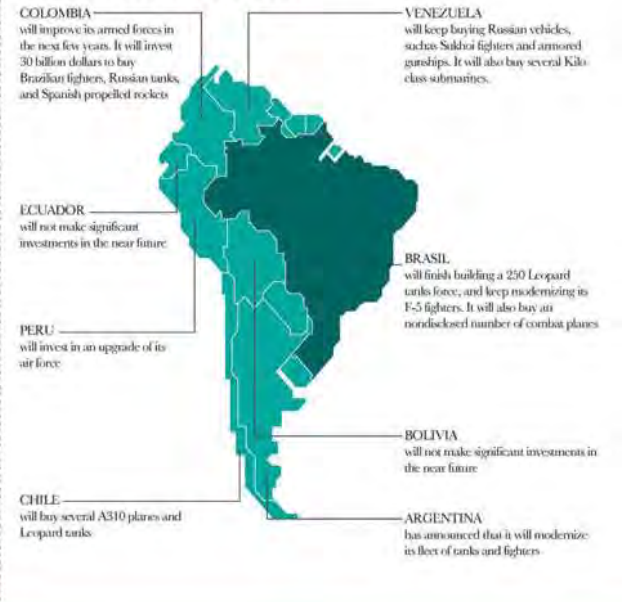 COLOMBIA
will improve its armed forces in
the next few years. It will invest
30 billion dollars to buy
Brazilian fighters, Russian tanks,
and Spanish propelled rockets
VENEZUELA
will keep buying Russian vehicles,
suchas Sukhoi fighters and armored
gunships. It will also buy several Kilo
class submarines.
ECUADOR
will not make significant
investments in the near future
BRASIL
will finish building a 250 Leopard
tanks force, and keep modernizing its
F-5 fighters. It will also buy an
nondisclosed number of combat planes
PERU
will invest in an upgrade of its
air force
BOLIVIA
will not make significant investments in
the near future
CHILE
will buy several A310 planes and
Leopard tanks
ARGENTINA
has announced that it will modernize
its fleet of tanks and fighters